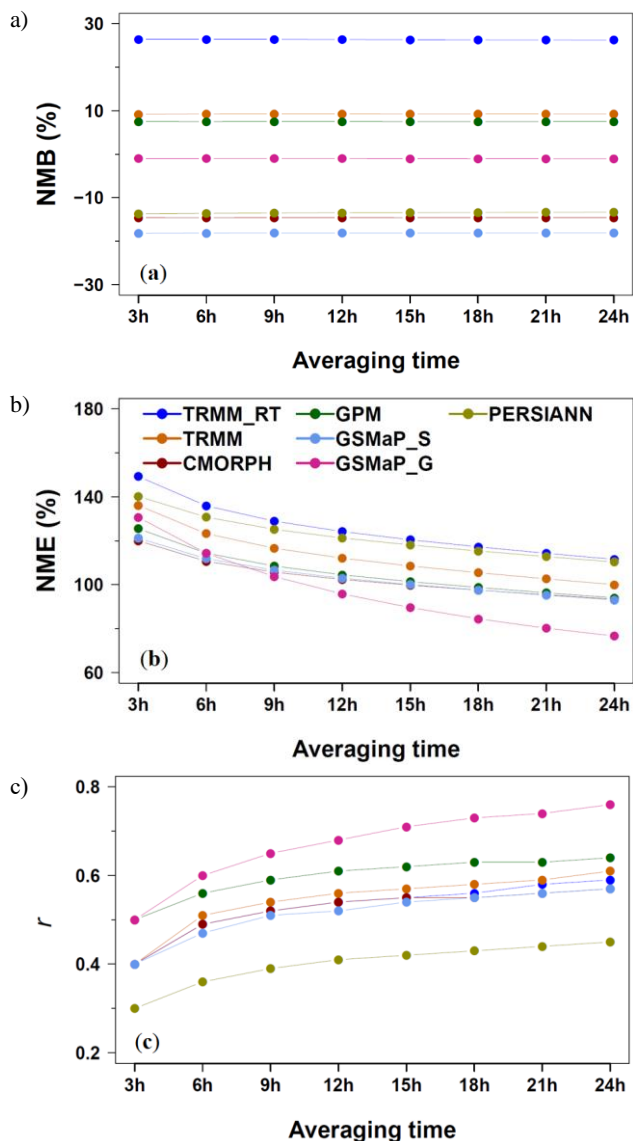 a)
30
10
−10
−30
NMB (%)
(a)
3h 6h 9h 12h 15h 18h 21h 24h
Averaging time
b)
180
140
100
60
NME (%)
TRMM_RT GPM PERSIANN
TRMM GSMaP_S
CMORPH GSMaP_G
(b)
3h 6h 9h 12h 15h 18h 21h 24h
Averaging time
c)
0.8
0.6
0.4
0.2
r
(c)
3h 6h 9h 12h 15h 18h 21h 24h
Averaging time